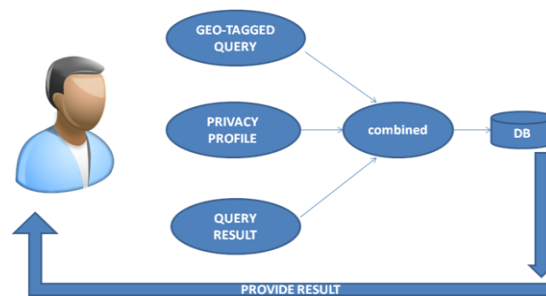 GEO-TAGGED
QUERY
PRIVACY
PROFILE
combined
DB
QUERY
RESULT
PROVIDE RESULT